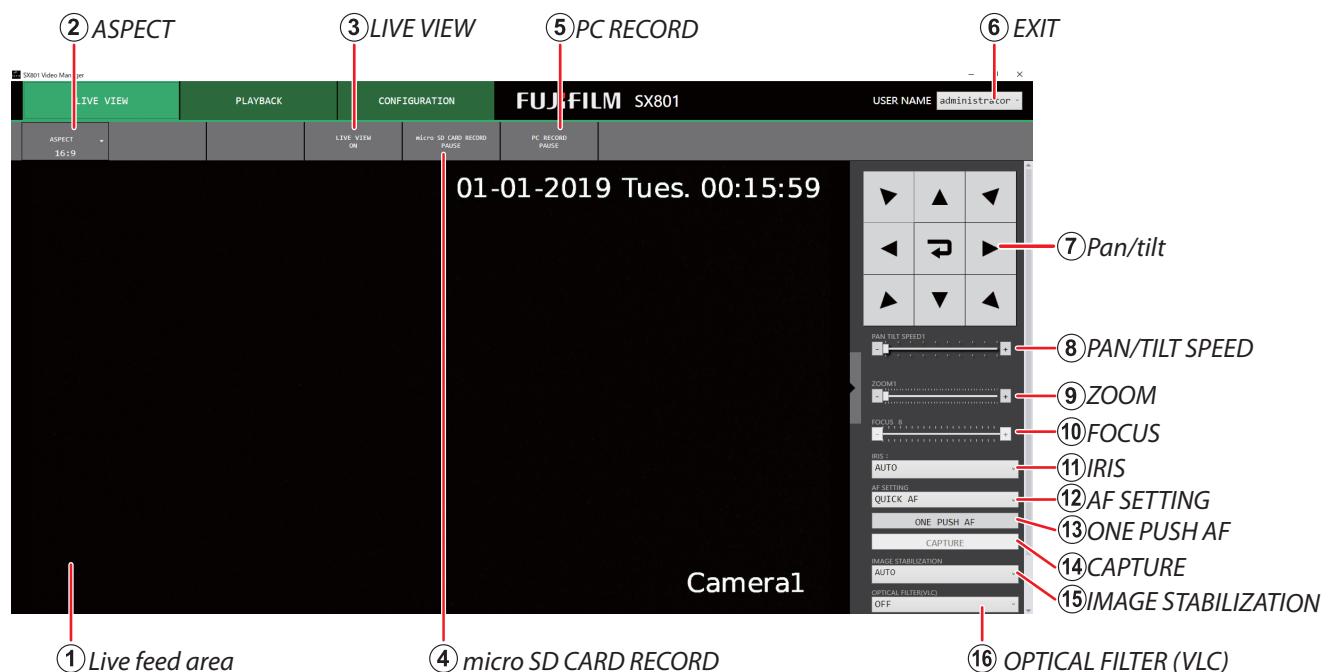 2 ASPECT
3 LIVE VIEW
5 PC RECORD
6 EXIT
SX801 Video Manager
LIVE VIEW
PLAYBACK
CONFIGURATION
FUJIFILM SX801
USER NAME administrator
ASPECT
16:9
LIVE VIEW
ON
micro SD CARD RECORD
PAUSE
PC RECORD
PAUSE
01-01-2019 Tues. 00:15:59
7 Pan/tilt
PAN TILT SPEED1
- +
8 PAN/TILT SPEED
ZOOM1
- +
9 ZOOM
FOCUS 8
- +
10 FOCUS
IRIS :
AUTO
11 IRIS
AF SETTING
QUICK AF
12 AF SETTING
ONE PUSH AF
13 ONE PUSH AF
CAPTURE
14 CAPTURE
IMAGE STABILIZATION
AUTO
15 IMAGE STABILIZATION
OPTICAL FILTER(VLC)
OFF
Camera1
1 Live feed area
4 micro SD CARD RECORD
16 OPTICAL FILTER (VLC)